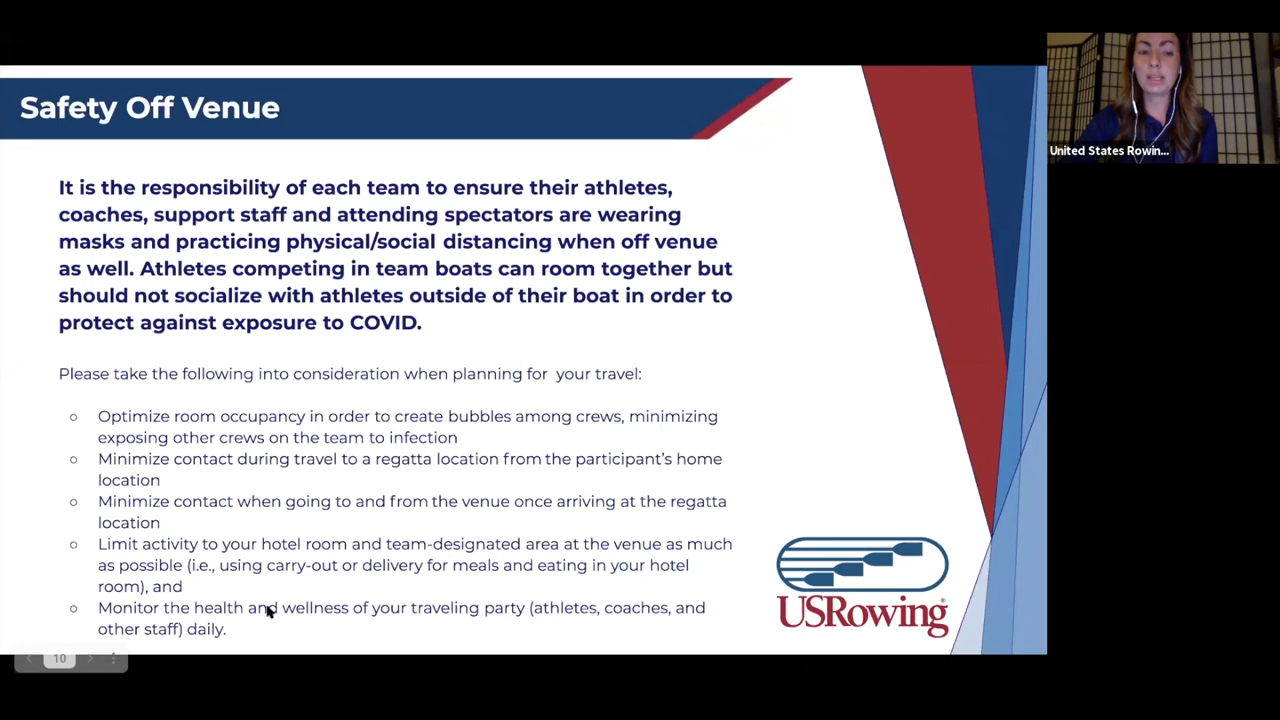 Safety Off Venue
United States Rowin...
It is the responsibility of each team to ensure their athletes,
coaches, support staff and attending spectators are wearing
masks and practicing physical/social distancing when off venue
as well. Athletes competing in team boats can room together but
should not socialize with athletes outside of their boat in order to
protect against exposure to COVID.
Please take the following into consideration when planning for your travel:
○ Optimize room occupancy in order to create bubbles among crews, minimizing
exposing other crews on the team to infection
○ Minimize contact during travel to a regatta location from the participant's home
location
○ Minimize contact when going to and from the venue once arriving at the regatta
location
○ Limit activity to your hotel room and team-designated area at the venue as much
as possible (i.e., using carry-out or delivery for meals and eating in your hotel
room), and
○ Monitor the health and wellness of your traveling party (athletes, coaches, and
other staff) daily.
USRowing®
10